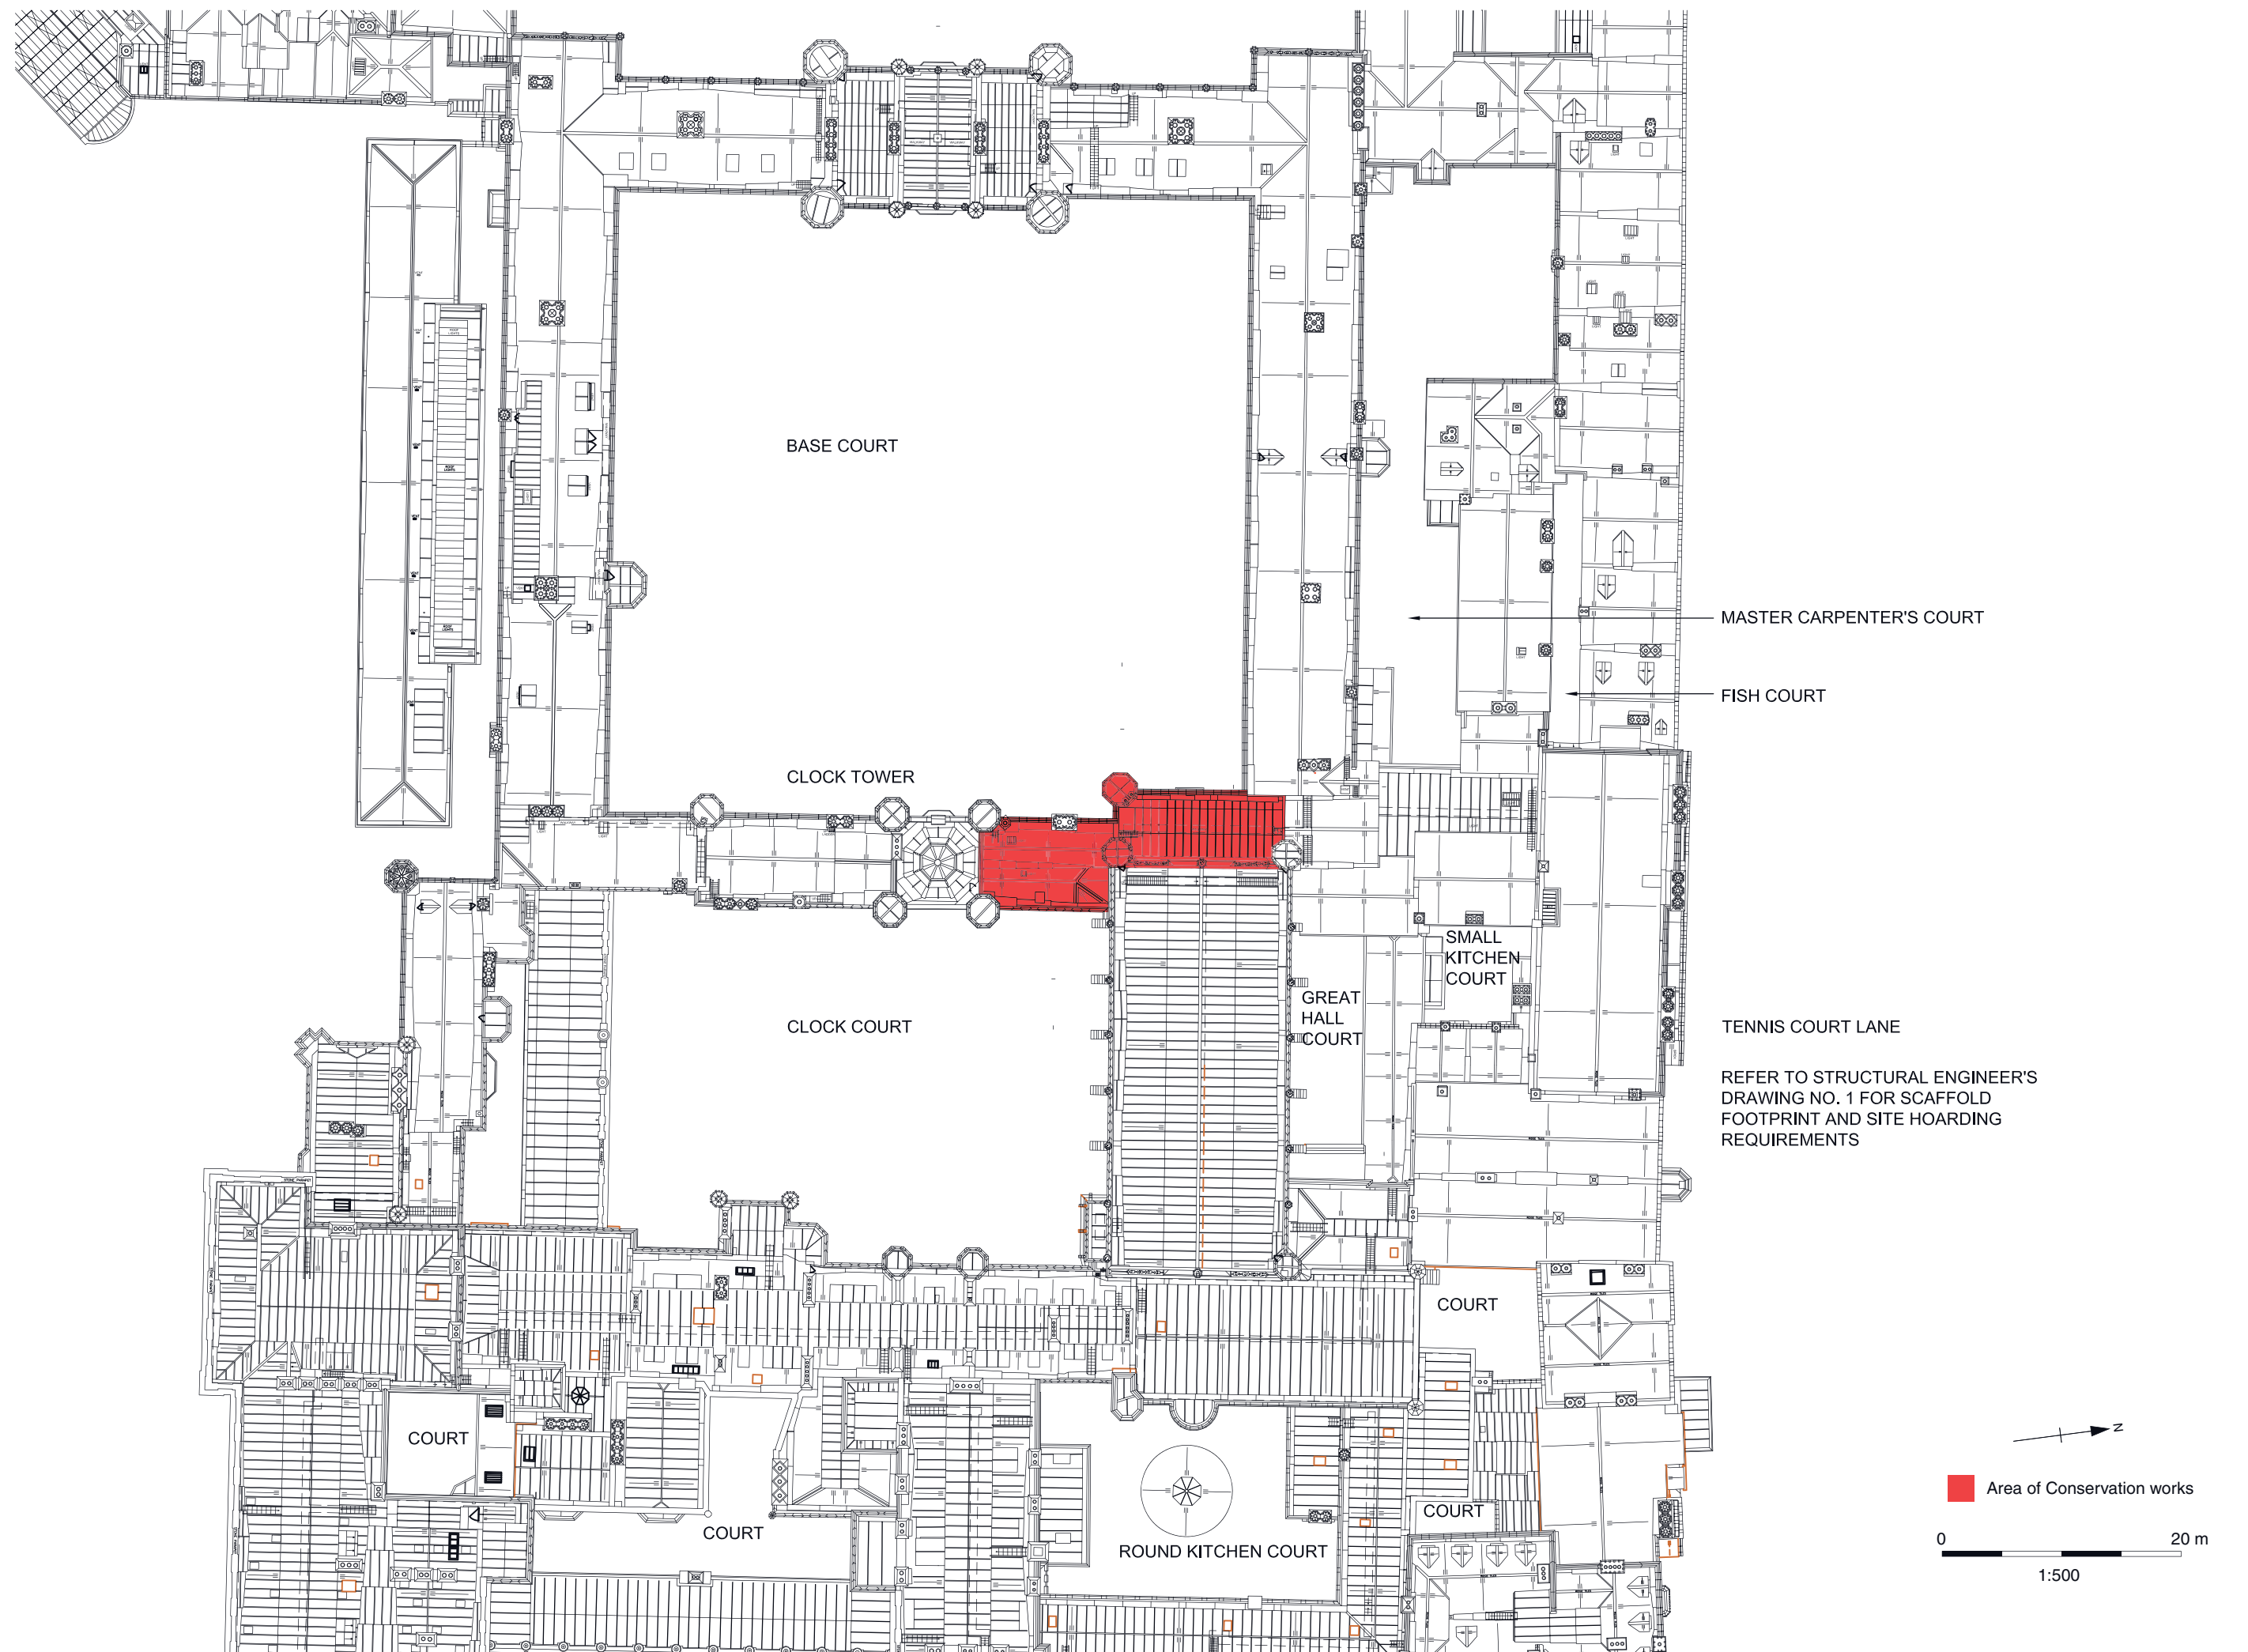 BASE COURT
MASTER CARPENTER'S COURT
FISH COURT
CLOCK TOWER
SMALL
KITCHEN
COURT
GREAT
HALL
COURT
CLOCK COURT
TENNIS COURT LANE
REFER TO STRUCTURAL ENGINEER'S
DRAWING NO. 1 FOR SCAFFOLD
FOOTPRINT AND SITE HOARDING
REQUIREMENTS
COURT
COURT
COURT
COURT
ROUND KITCHEN COURT
N
Area of Conservation works
0 20 m
1:500